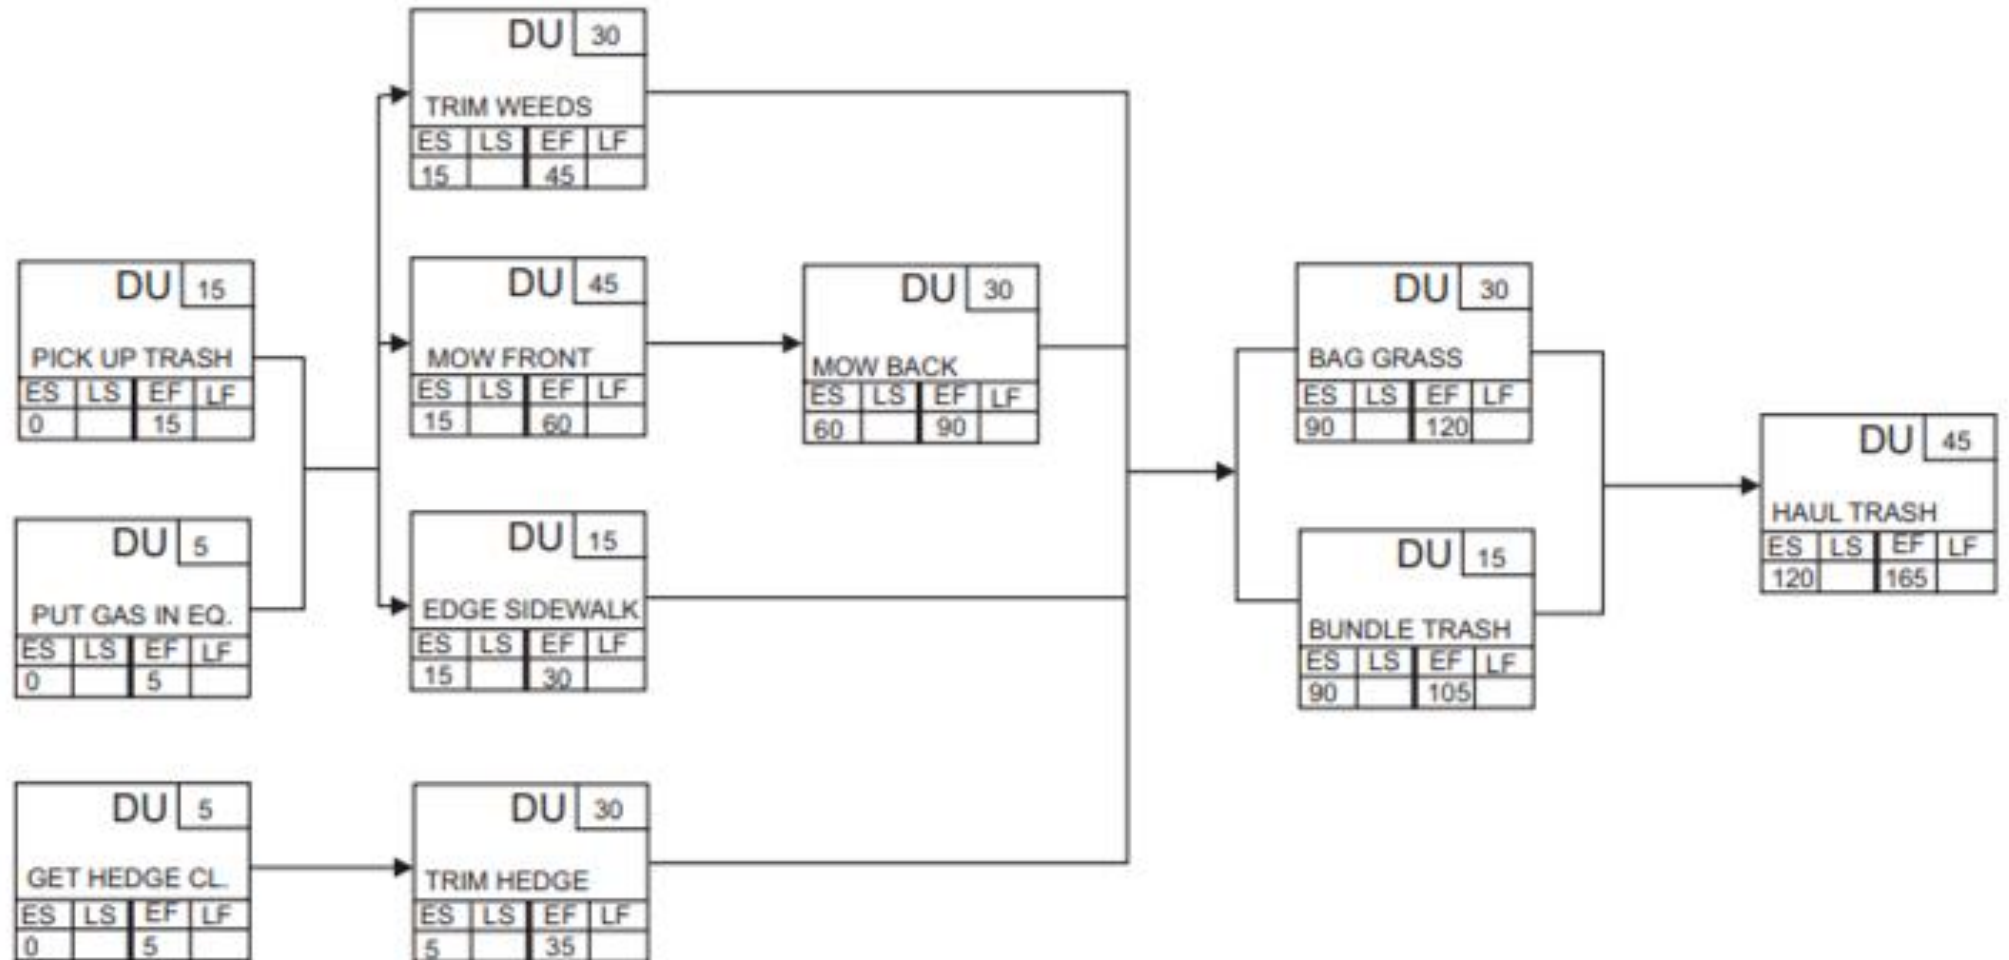 DU 30
TRIM WEEDS
ES LS EF LF
15 45
DU 15
PICK UP TRASH
ES LS EF LF
0 15
DU 45
MOW FRONT
ES LS EF LF
15 60
DU 30
MOW BACK
ES LS EF LF
60 90
DU 30
BAG GRASS
ES LS EF LF
90 120
DU 45
HAUL TRASH
ES LS EF LF
120 165
DU 5
PUT GAS IN EQ.
ES LS EF LF
0 5
DU 15
EDGE SIDEWALK
ES LS EF LF
15 30
DU 15
BUNDLE TRASH
ES LS EF LF
90 105
DU 5
GET HEDGE CL.
ES LS EF LF
0 5
DU 30
TRIM HEDGE
ES LS EF LF
5 35